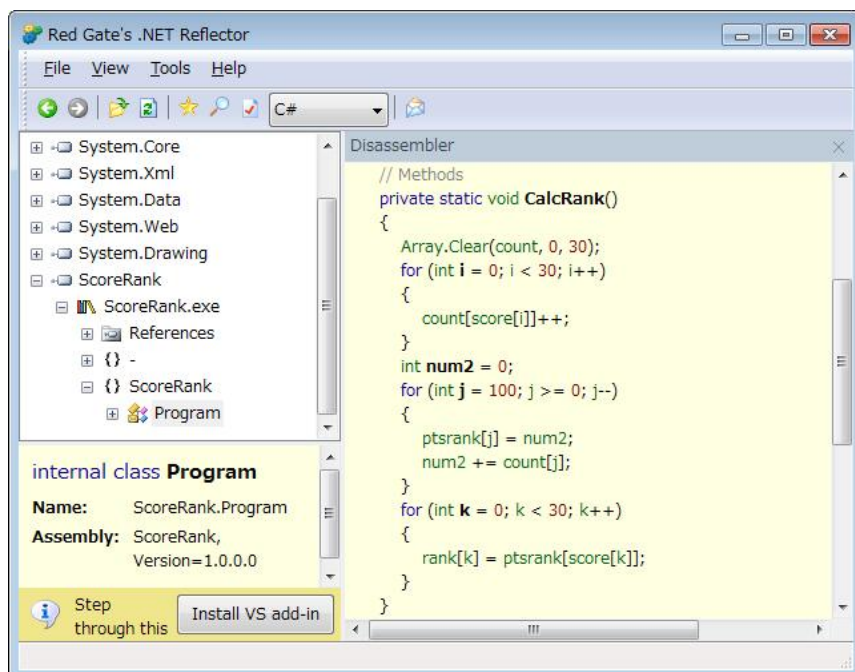 Red Gate's .NET Reflector
File View Tools Help
C#
System.Core
System.Xml
System.Data
System.Web
System.Drawing
ScoreRank
ScoreRank.exe
References
{} -
{} ScoreRank
Program
internal class Program
Name: ScoreRank.Program
Assembly: ScoreRank,
Version=1.0.0.0
Step
through this
Install VS add-in
Disassembler
// Methods
private static void CalcRank()
{
Array.Clear(count, 0, 30);
for (int i = 0; i < 30; i++)
{
count[score[i]]++;
}
int num2 = 0;
for (int j = 100; j >= 0; j--)
{
ptsrank[j] = num2;
num2 += count[j];
}
for (int k = 0; k < 30; k++)
{
rank[k] = ptsrank[score[k]];
}
}